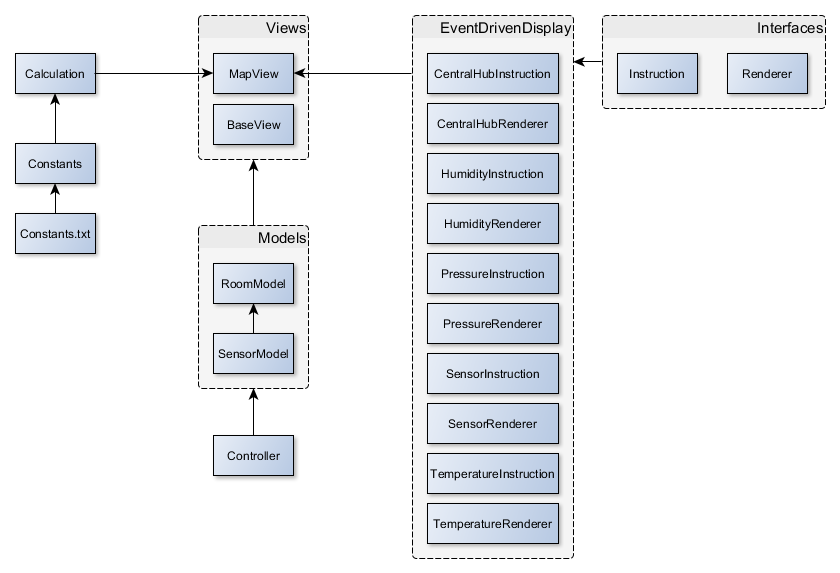 Views
EventDrivenDisplay
Interfaces
Calculation
MapView
CentralHubInstruction
Instruction
Renderer
BaseView
CentralHubRenderer
Constants
HumidityInstruction
Constants.txt
HumidityRenderer
Models
RoomModel
PressureInstruction
PressureRenderer
SensorModel
SensorInstruction
SensorRenderer
Controller
TemperatureInstruction
TemperatureRenderer